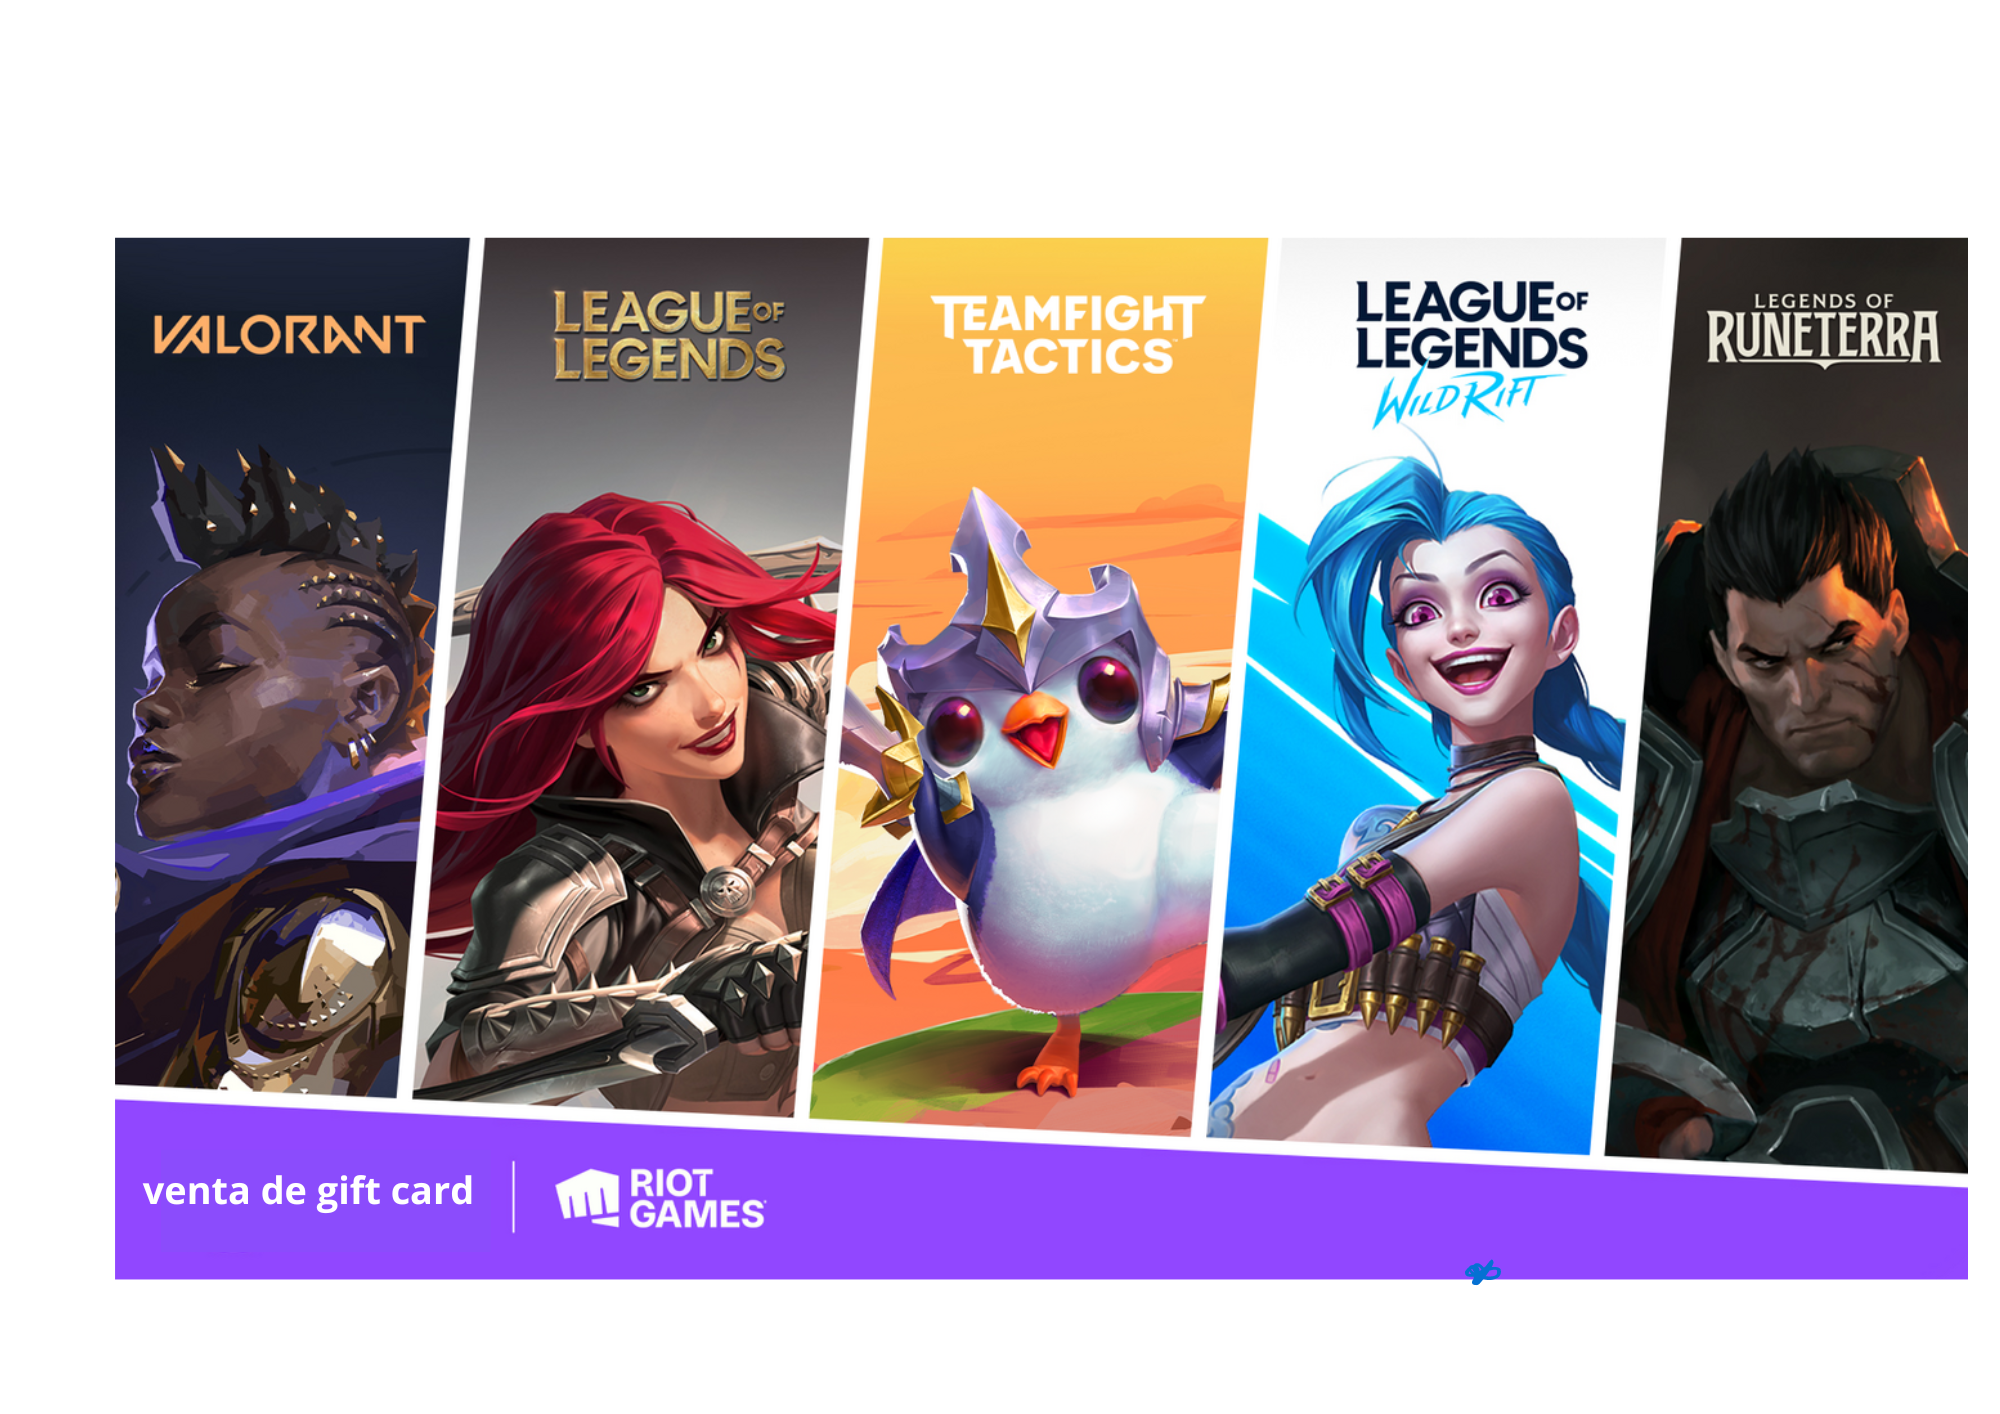 VALORANT
LEAGUE OF
LEGENDS
TEAMFIGHT
TACTICS
LEAGUE OF
LEGENDS
WILD RIFT
LEGENDS OF
RUNETERRA
venta de gift card
RIOT
GAMES